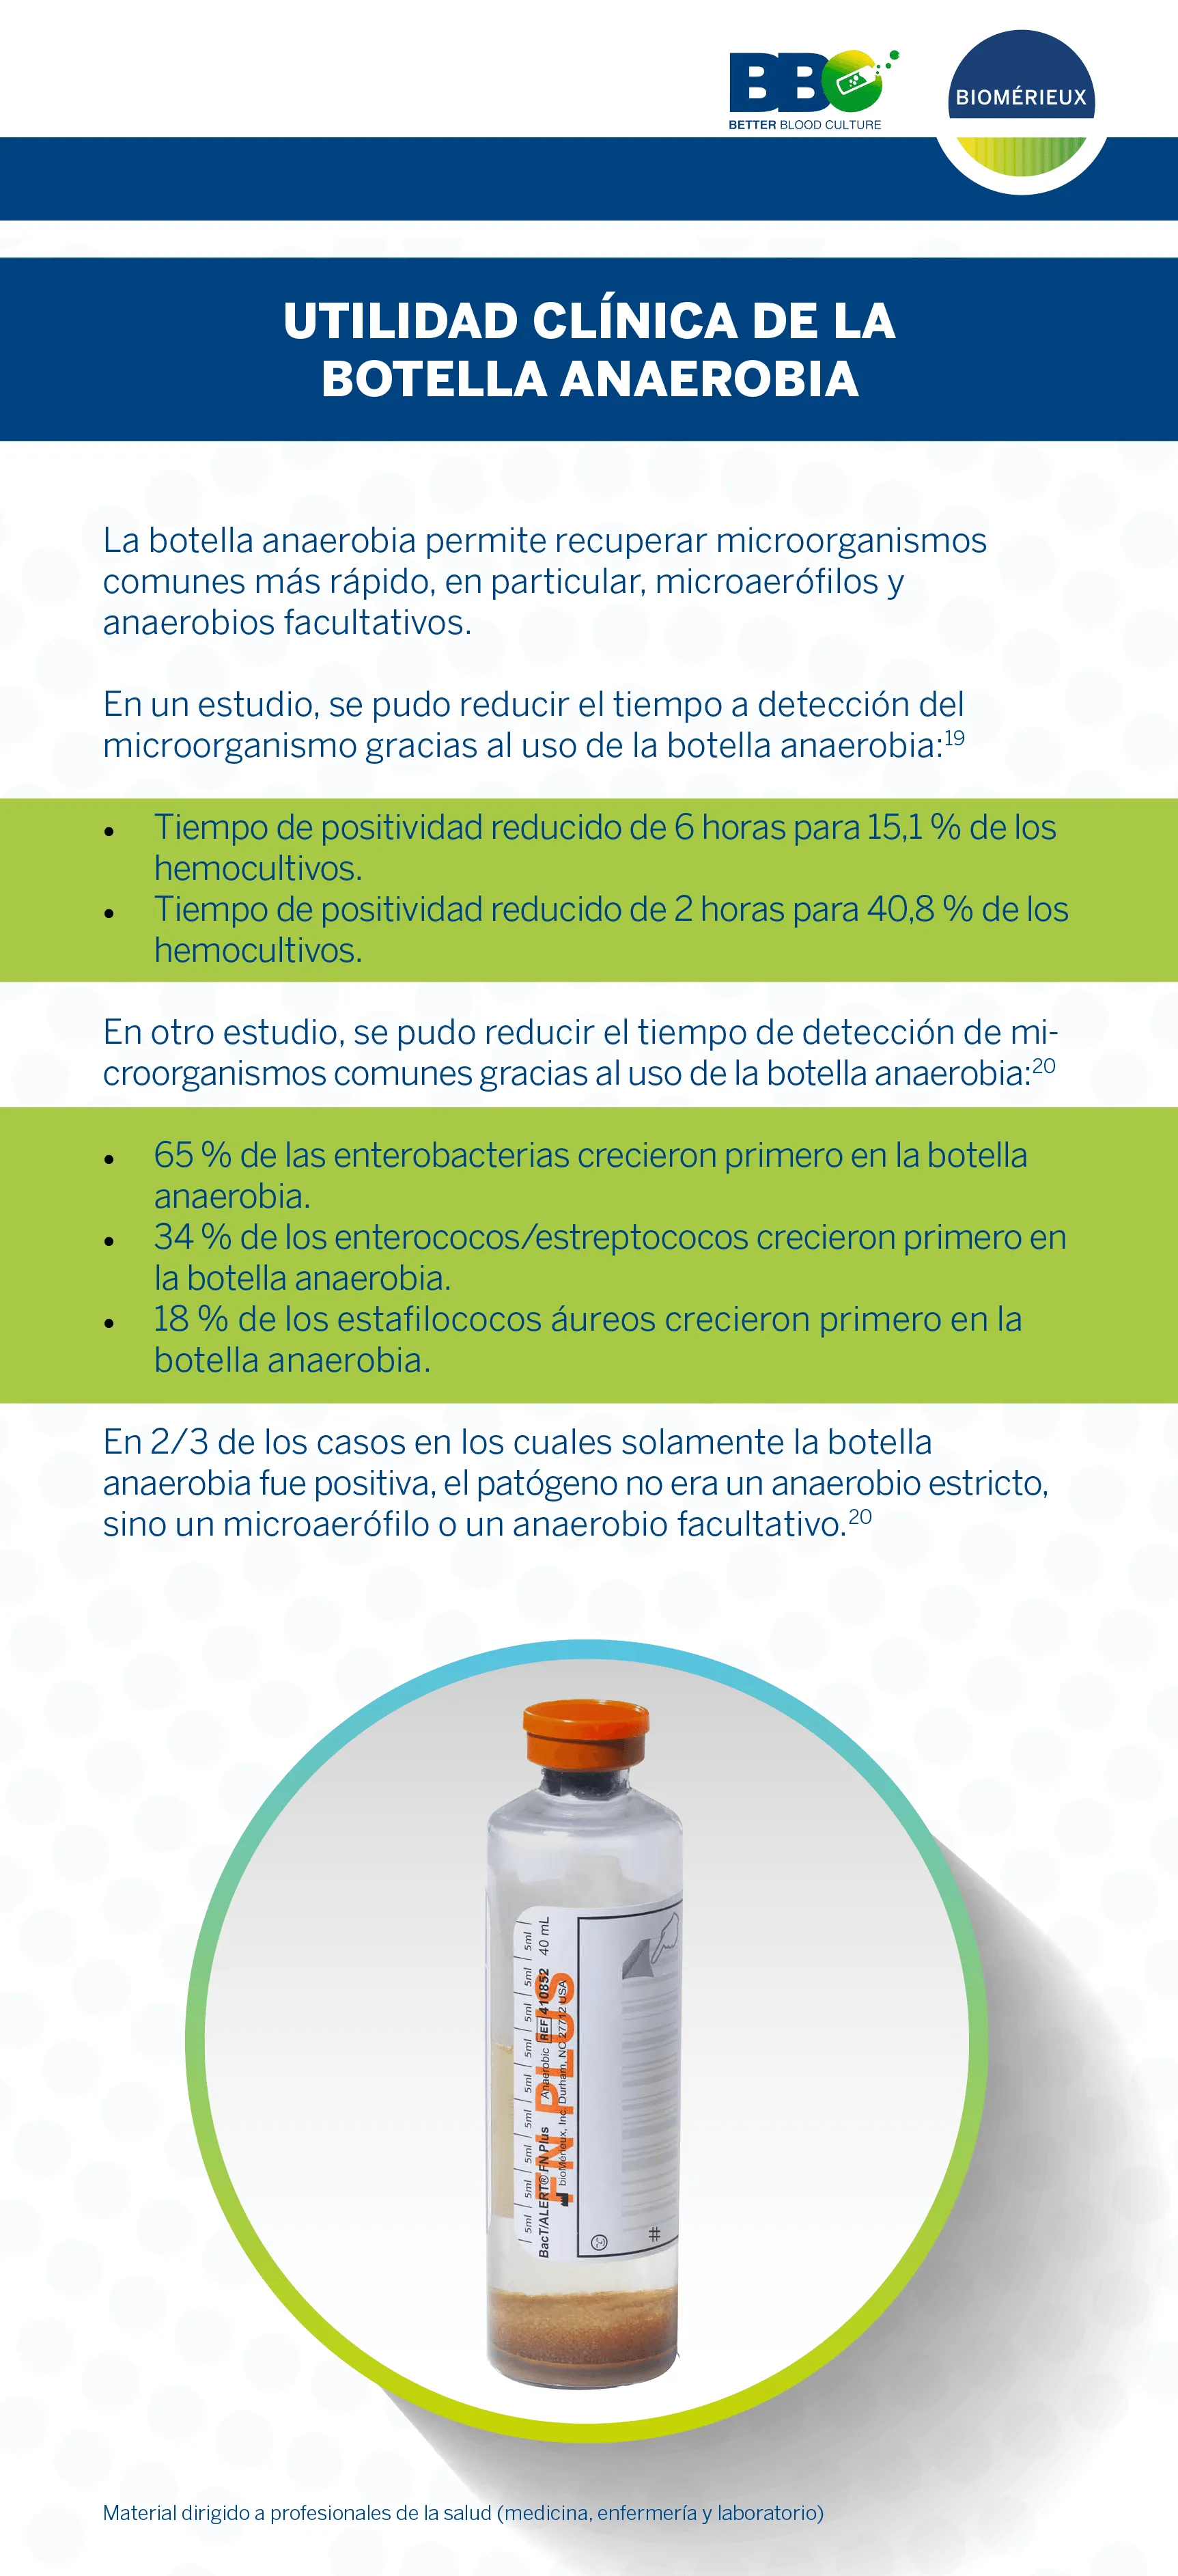 BBC
BETTER BLOOD CULTURE
BIOMÉRIEUX
UTILIDAD CLÍNICA DE LA
BOTELLA ANAEROBIA
La botella anaerobia permite recuperar microorganismos
comunes más rápido, en particular, microaerófilos y
anaerobios facultativos.
En un estudio, se pudo reducir el tiempo a detección del
microorganismo gracias al uso de la botella anaerobia:19
• Tiempo de positividad reducido de 6 horas para 15,1 % de los
hemocultivos.
• Tiempo de positividad reducido de 2 horas para 40,8 % de los
hemocultivos.
En otro estudio, se pudo reducir el tiempo de detección de mi-
croorganismos comunes gracias al uso de la botella anaerobia:20
• 65 % de las enterobacterias crecieron primero en la botella
anaerobia.
• 34 % de los enterococos/estreptococos crecieron primero en
la botella anaerobia.
• 18 % de los estafilococos áureos crecieron primero en la
botella anaerobia.
En 2/3 de los casos en los cuales solamente la botella
anaerobia fue positiva, el patógeno no era un anaerobio estricto,
sino un microaerófilo o un anaerobio facultativo.20
5ml 5ml 5ml 5ml 5ml 5ml 5ml 5ml 5ml
BacT/ALERT® FN Plus Anaerobic REF 410852 40 mL
FN PLUS
bioMérieux, Inc. Durham, NC 27712 USA
#
Material dirigido a profesionales de la salud (medicina, enfermería y laboratorio)